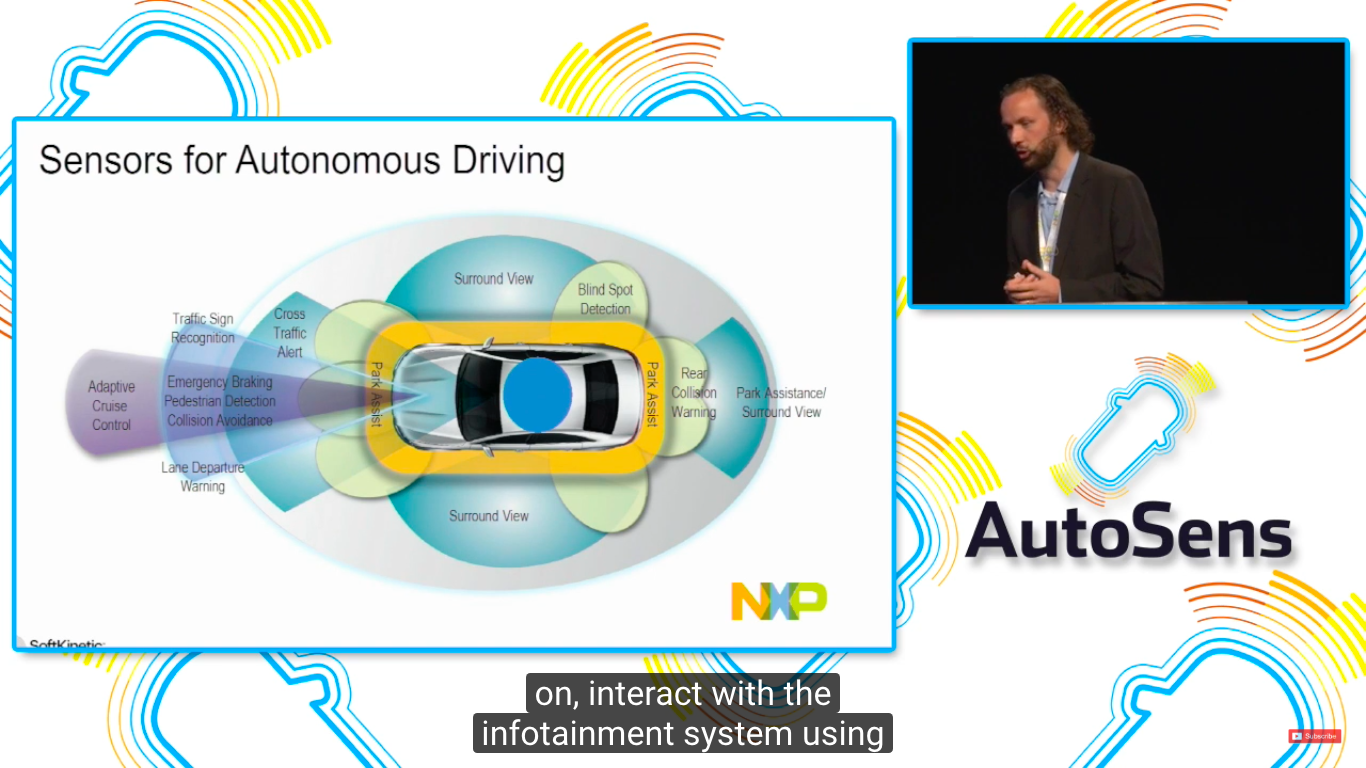 Sensors for Autonomous Driving
Surround View
Blind Spot
Detection
Traffic Sign
Recognition
Cross
Traffic
Alert
Adaptive
Cruise
Control
Emergency Braking
Pedestrian Detection
Collision Avoidance
Park Assist
Park Assist
Rear
Collision
Warning
Park Assistance/
Surround View
Lane Departure
Warning
Surround View
NXP
SoftKinetic
AutoSens
on, interact with the
infotainment system using
Subscribe